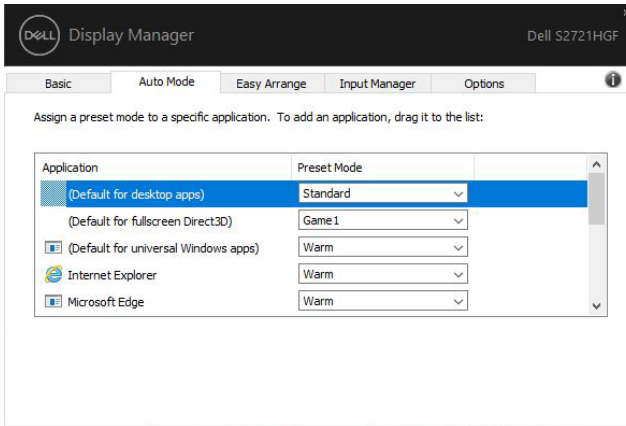 DELL Display Manager Dell S2721HGF
Basic Auto Mode Easy Arrange Input Manager Options
Assign a preset mode to a specific application. To add an application, drag it to the list:
Application Preset Mode
(Default for desktop apps) Standard
(Default for fullscreen Direct3D) Game1
(Default for universal Windows apps) Warm
Internet Explorer Warm
Microsoft Edge Warm